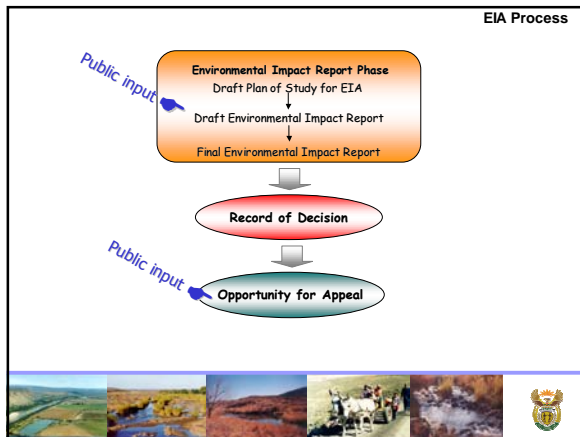 EIA Process
Public input
Environmental Impact Report Phase
Draft Plan of Study for EIA
Draft Environmental Impact Report
Final Environmental Impact Report
Record of Decision
Public input
Opportunity for Appeal